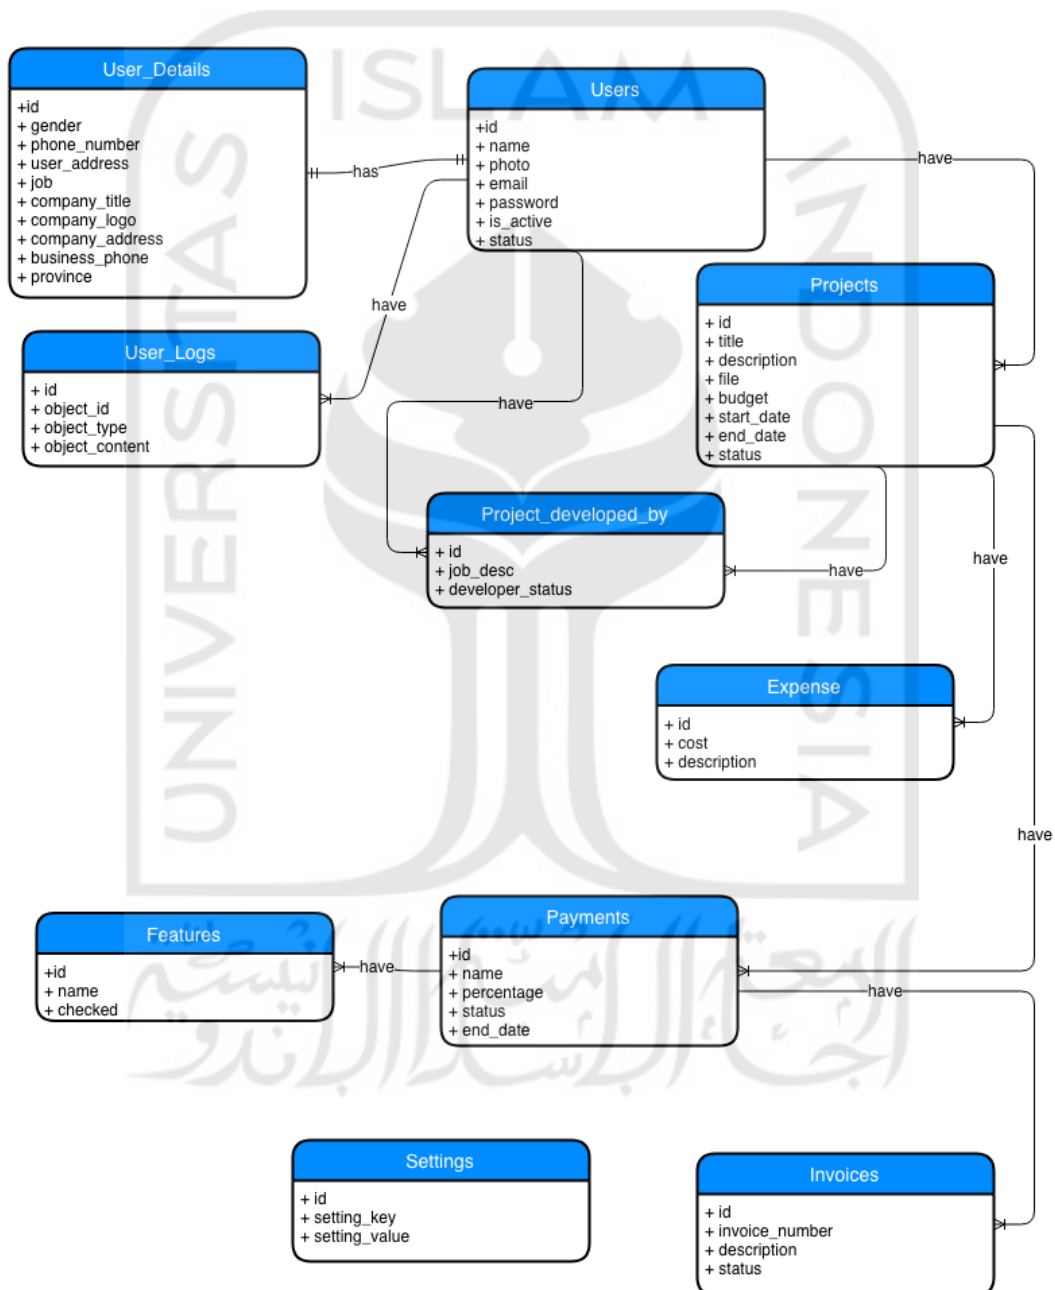 ISLAM
UNIVERSITAS
INDONESIA
User_Details
+id
+ gender
+ phone_number
+ user_address
+ job
+ company_title
+ company_logo
+ company_address
+ business_phone
+ province
has
Users
+id
+ name
+ photo
+ email
+ password
+ is_active
+ status
have
have
User_Logs
+ id
+ object_id
+ object_type
+ object_content
have
Projects
+ id
+ title
+ description
+ file
+ budget
+ start_date
+ end_date
+ status
Project_developed_by
+ id
+ job_desc
+ developer_status
have
have
Expense
+ id
+ cost
+ description
have
Features
+id
+ name
+ checked
have
Payments
+id
+ name
+ percentage
+ status
+ end_date
have
Settings
+ id
+ setting_key
+ setting_value
Invoices
+ id
+ invoice_number
+ description
+ status